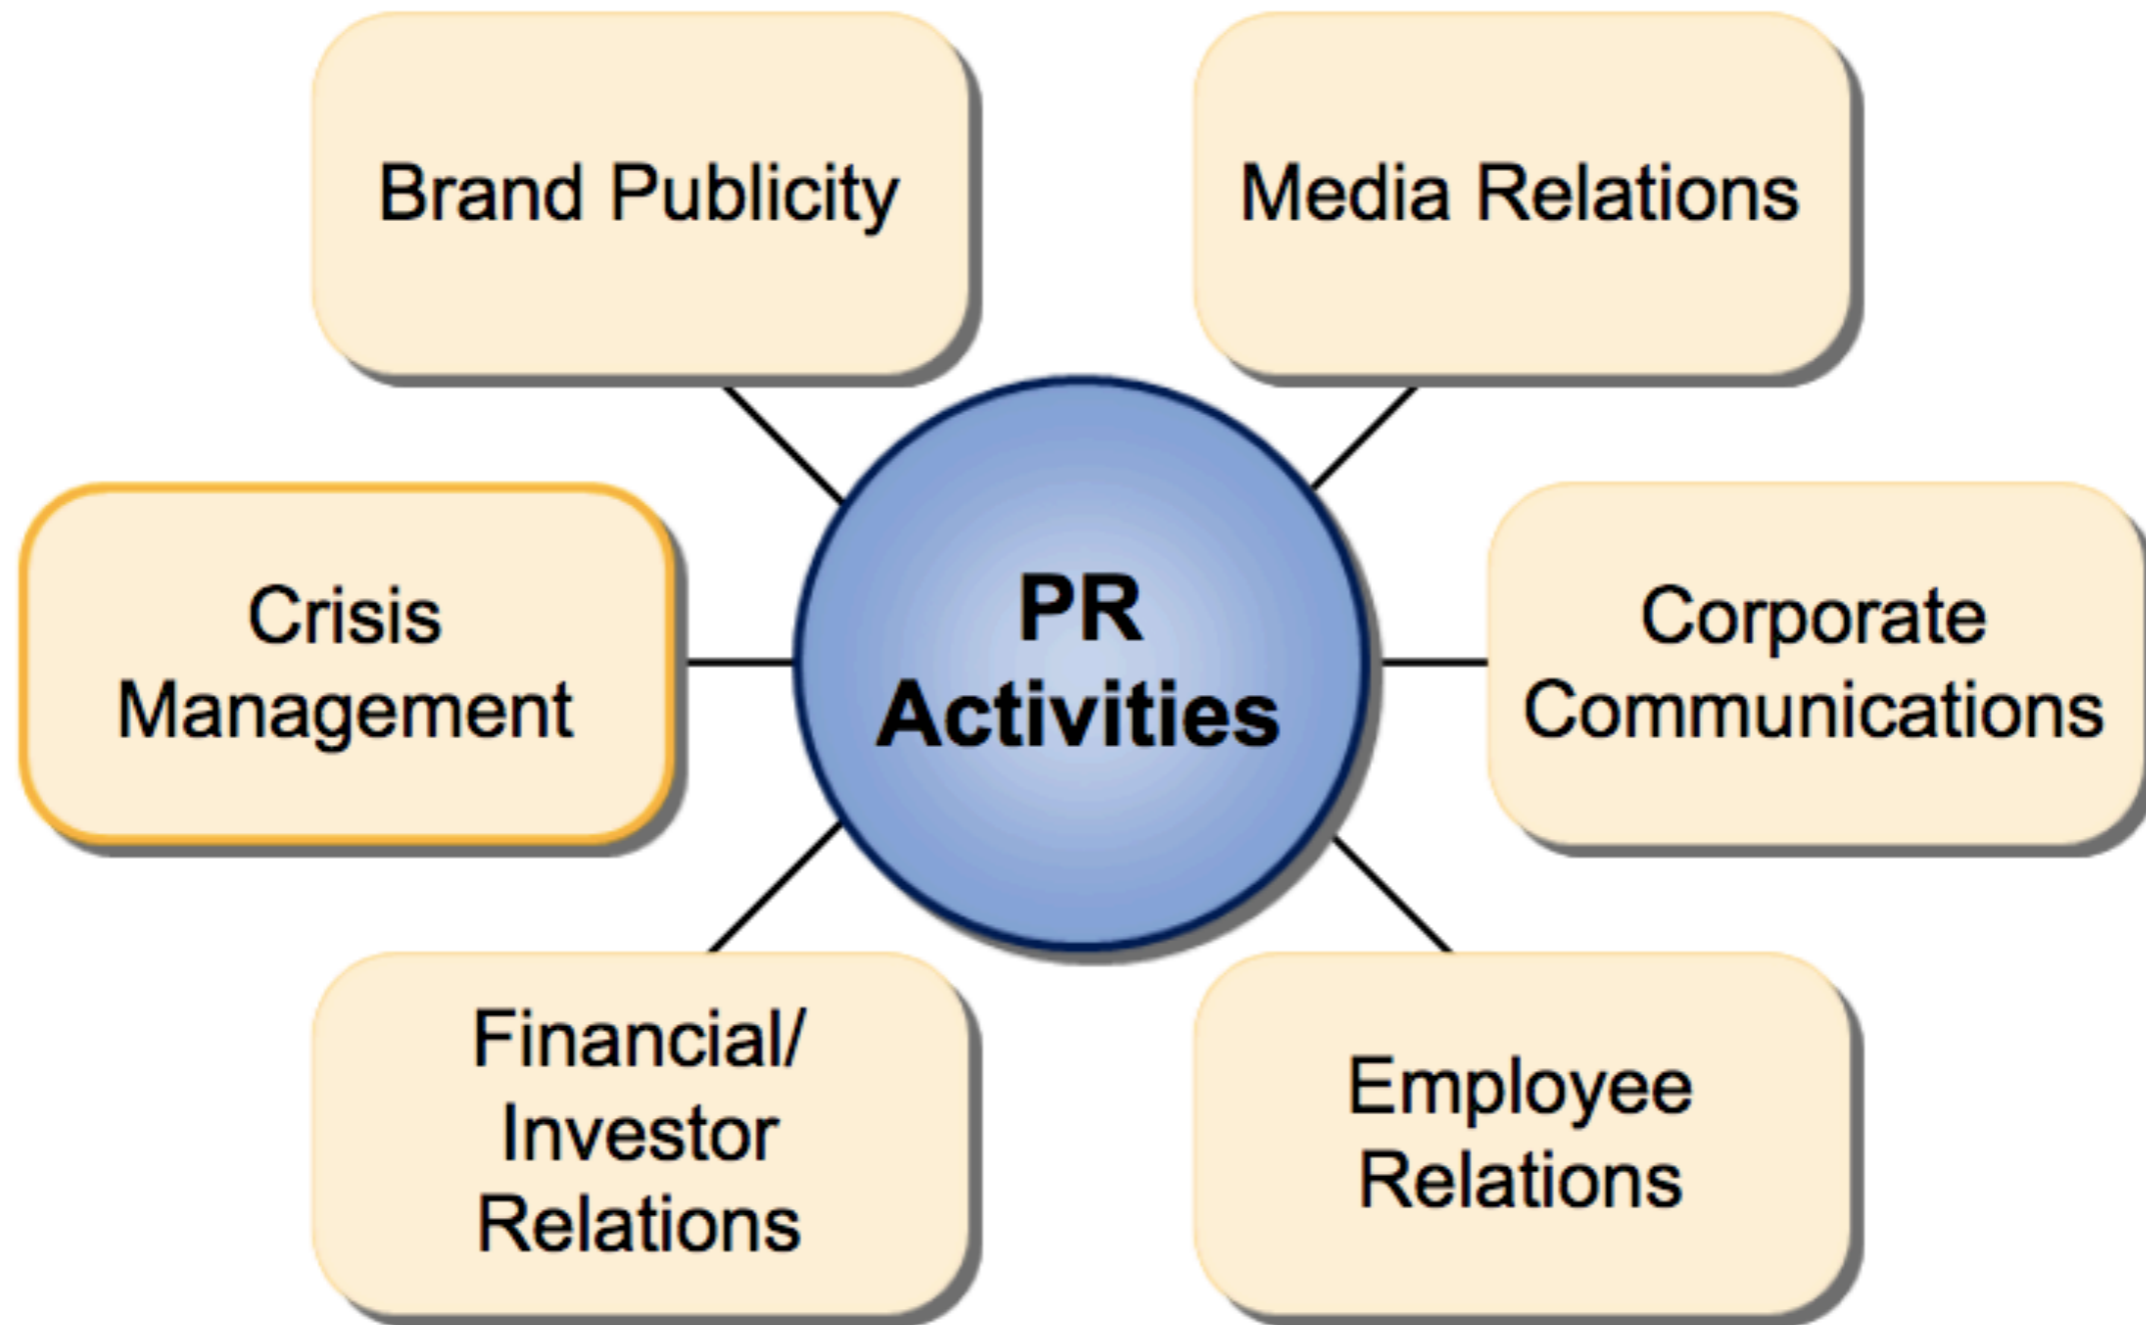 Brand Publicity
Media Relations
Crisis
Management
PR
Activities
Corporate
Communications
Financial/
Investor
Relations
Employee
Relations